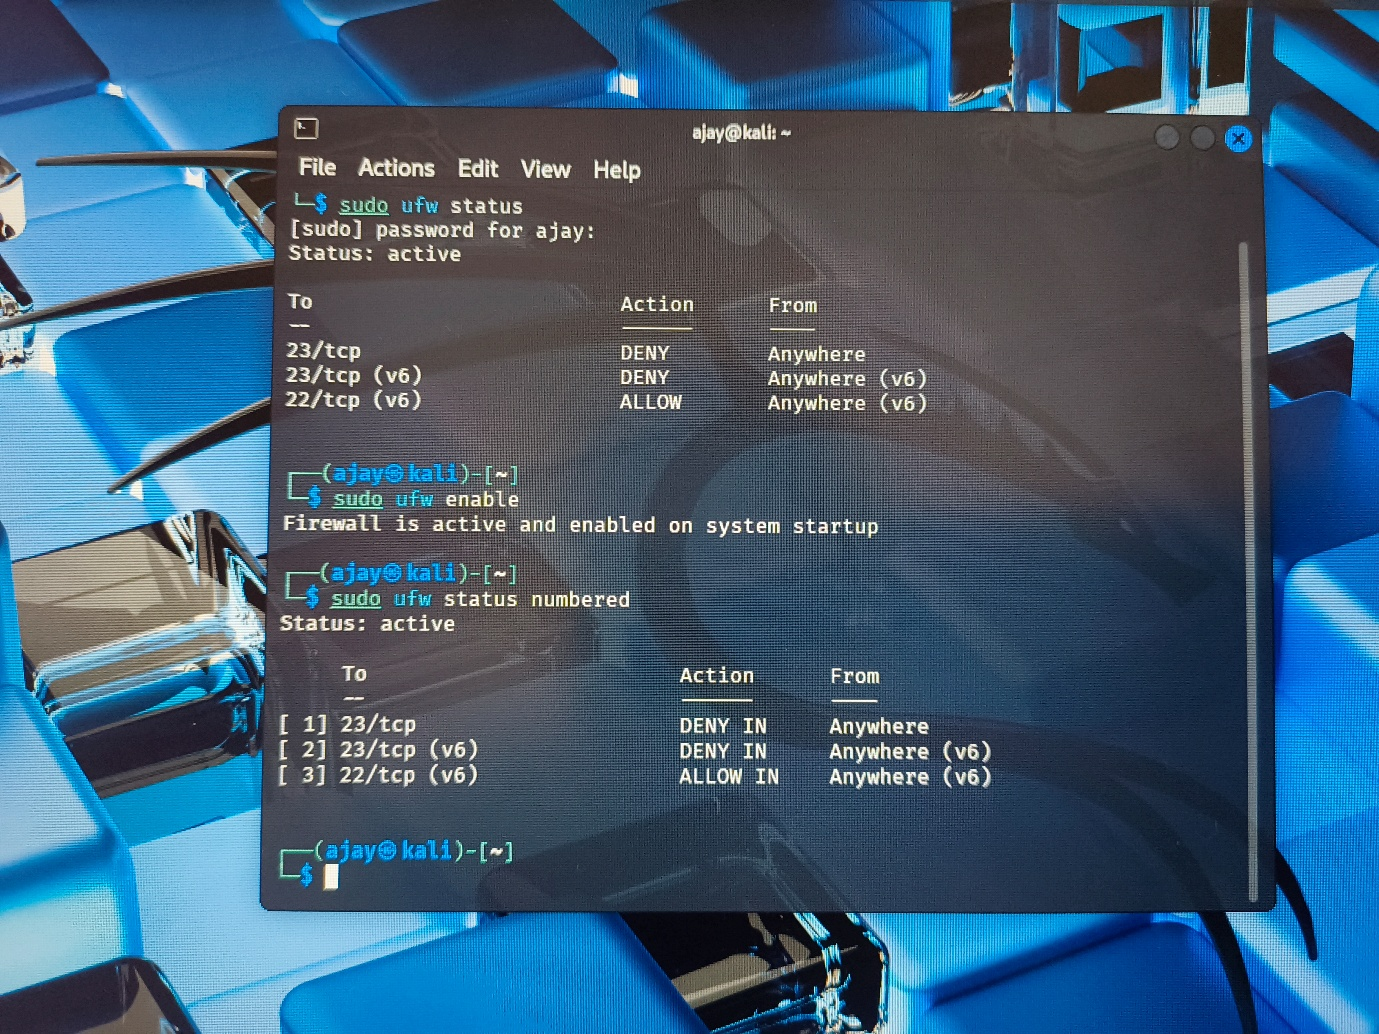 ajay@kali: ~
File Actions Edit View Help
└─$ sudo ufw status
[sudo] password for ajay:
Status: active
To Action From
-- ------ ----
23/tcp DENY Anywhere
23/tcp (v6) DENY Anywhere (v6)
22/tcp (v6) ALLOW Anywhere (v6)
┌──(ajay㉿kali)-[~]
└─$ sudo ufw enable
Firewall is active and enabled on system startup
┌──(ajay㉿kali)-[~]
└─$ sudo ufw status numbered
Status: active
To Action From
-- ------ ----
[ 1] 23/tcp DENY IN Anywhere
[ 2] 23/tcp (v6) DENY IN Anywhere (v6)
[ 3] 22/tcp (v6) ALLOW IN Anywhere (v6)
┌──(ajay㉿kali)-[~]
└─$